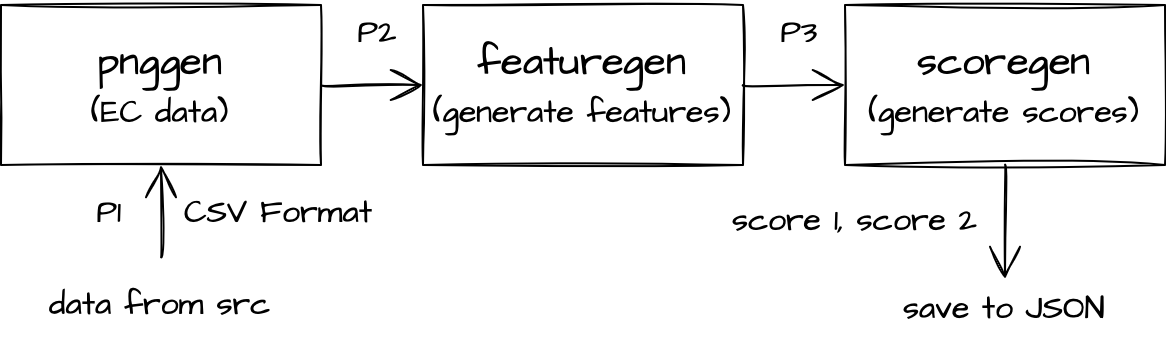 pnggen
(EC data)
P2
featuregen
(generate features)
P3
scoregen
(generate scores)
P1
CSV Format
data from src
score 1, score 2
save to JSON